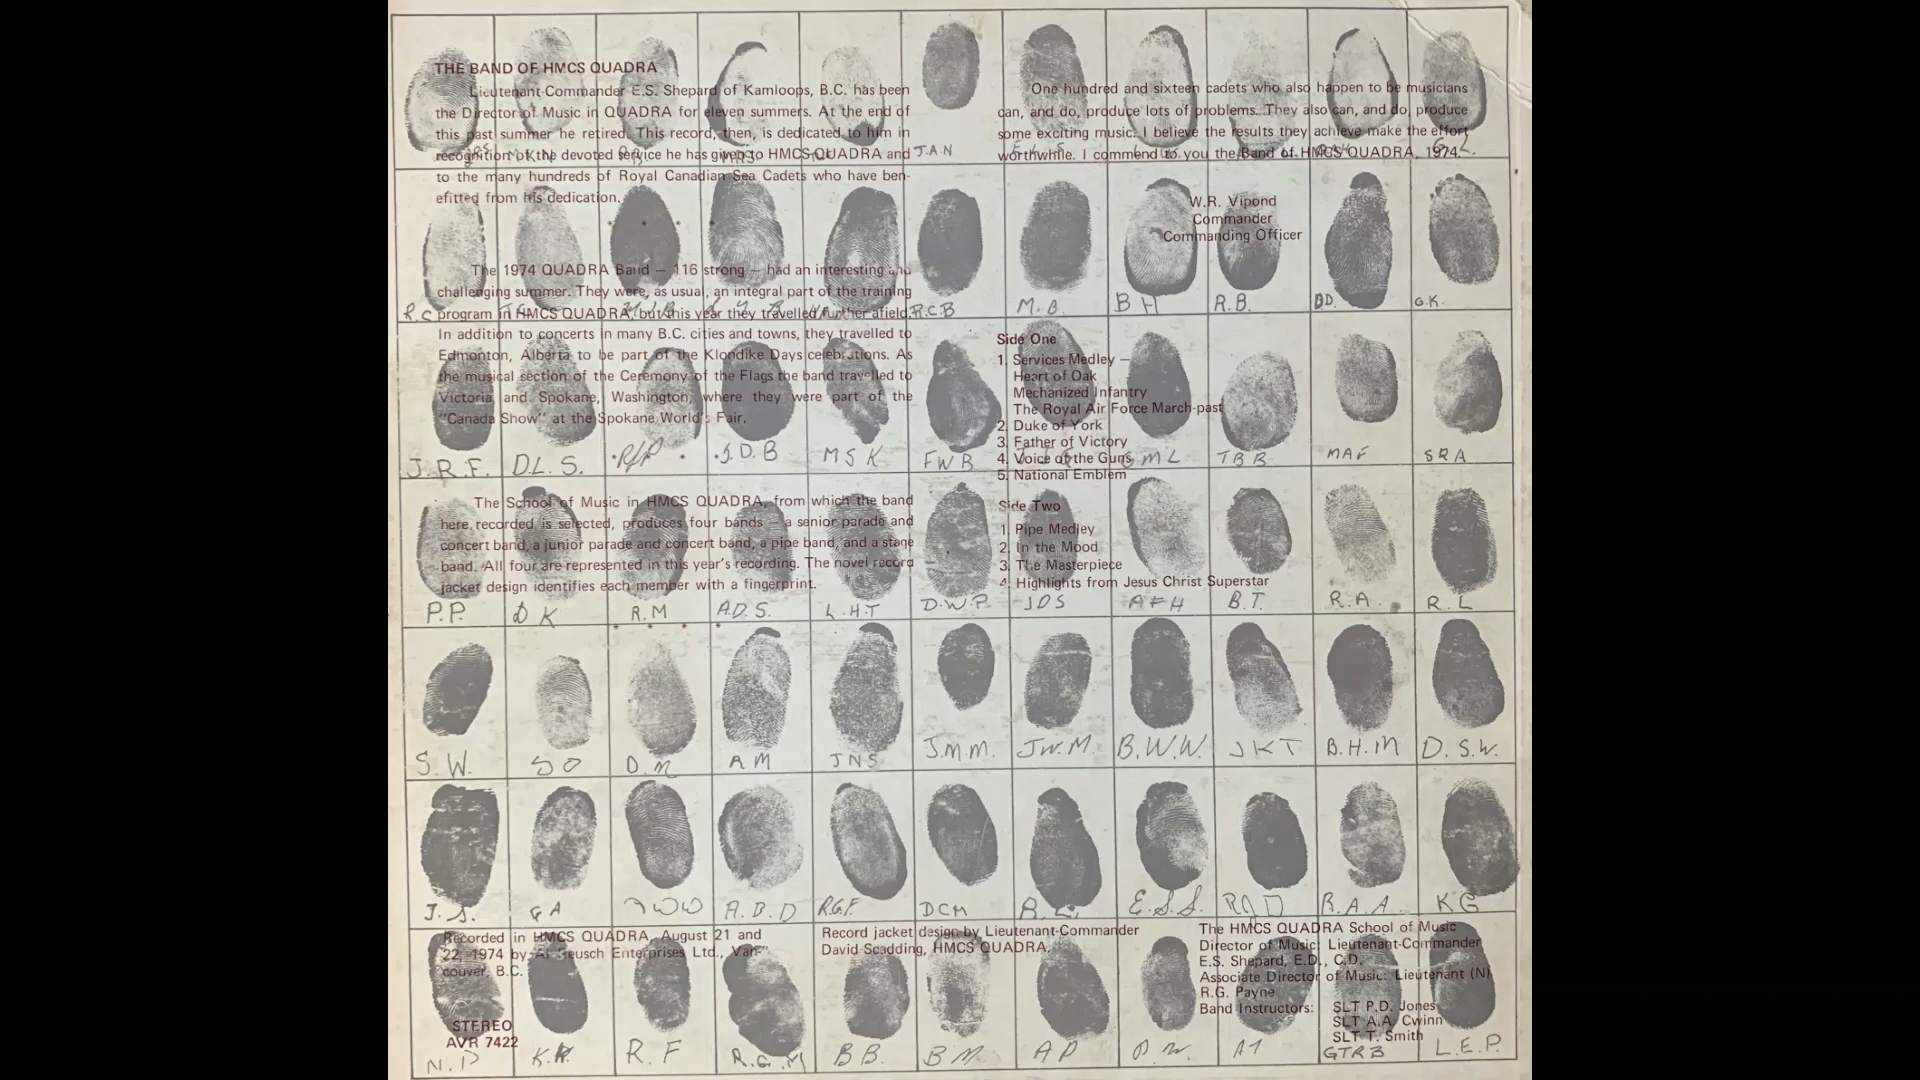 THE BAND OF HMCS QUADRA
Lieutenant-Commander E.S. Shepard of Kamloops, B.C. has been
the Director of Music in QUADRA for eleven summers. At the end of
this past summer he retired. This record, then, is dedicated to him in
recognition of the devoted service he has given to HMCS QUADRA and
to the many hundreds of Royal Canadian Sea Cadets who have ben-
efitted from his dedication.
The 1974 QUADRA Band — 116 strong — had an interesting and
challenging summer. They were, as usual, an integral part of the training
program in HMCS QUADRA, but this year they travelled further afield.
In addition to concerts in many B.C. cities and towns, they travelled to
Edmonton, Alberta to be part of the Klondike Days celebrations. As
the musical section of the Ceremony of the Flags the band travelled to
Victoria and Spokane, Washington, where they were part of the
"Canada Show" at the Spokane World's Fair.
The School of Music in HMCS QUADRA, from which the band
here recorded is selected, produces four bands — a senior parade and
concert band, a junior parade and concert band, a pipe band, and a stage
band. All four are represented in this year's recording. The novel record
jacket design identifies each member with a fingerprint.
One hundred and sixteen cadets who also happen to be musicians
can, and do, produce lots of problems. They also can, and do, produce
some exciting music. I believe the results they achieve make the effort
worthwhile. I commend to you the Band of HMCS QUADRA, 1974.
W.R. Vipond
Commander
Commanding Officer
Side One
1. Services Medley —
Heart of Oak
Mechanized Infantry
The Royal Air Force March-past
2. Duke of York
3. Father of Victory
4. Voice of the Guns
5. National Emblem
Side Two
1. Pipe Medley
2. In the Mood
3. The Masterpiece
4. Highlights from Jesus Christ Superstar
J.A.N
R.C R.C.B M.B. B H R.B. D.D. G.K.
J.R.F. D.L.S. J.D.B MSK FWB ML TBB MAF SRA
P.P. DK R.M A.D.S. L.H.T D.W.P. JDS AFH B.T. R.A. R.L
S.W. SO D.M AM JNS J.M.M. JW.M. B.W.W. JKT B.H.M D.S.W.
J.S. GA A.B.D R.G.F. DCM E.S.S. R.A.A. KG
N.P K.K. R.F R.G.M BB. BM. AP GTRB L.E.P.
Recorded in HMCS QUADRA, August 21 and
22, 1974 by Al Reusch Enterprises Ltd., Van-
couver, B.C.
STEREO
AVR 7422
Record jacket design by Lieutenant-Commander
David Scadding, HMCS QUADRA.
The HMCS QUADRA School of Music
Director of Music: Lieutenant-Commander
E.S. Shepard, E.D., C.D.
Associate Director of Music: Lieutenant (N)
R.G. Payne
Band Instructors: SLT P.D. Jones
SLT A.A. Cwinn
SLT T. Smith